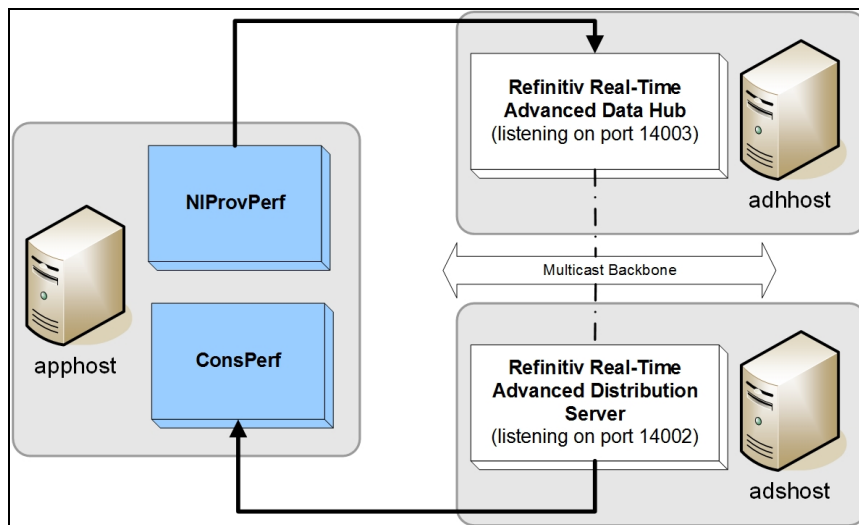 Refinitiv Real-Time
Advanced Data Hub
(listening on port 14003)
adhhost
NIProvPerf
Multicast Backbone
apphost
ConsPerf
Refinitiv Real-Time
Advanced Distribution
Server
(listening on port 14002)
adshost